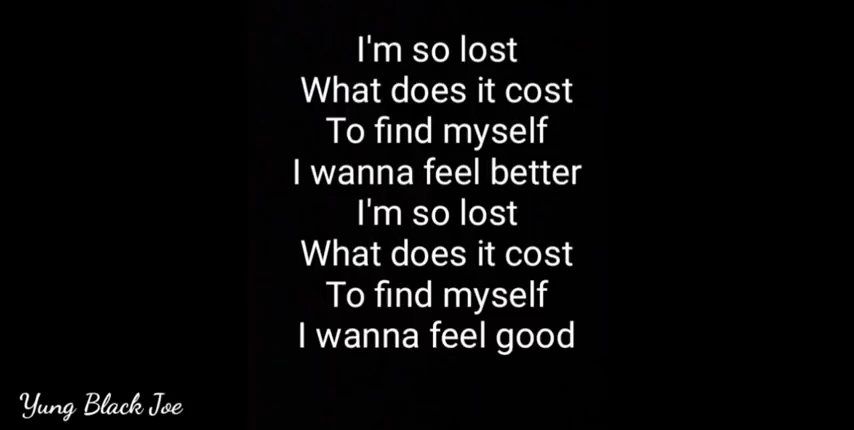 I'm so lost
What does it cost
To find myself
I wanna feel better
I'm so lost
What does it cost
To find myself
I wanna feel good
Yung Black Joe